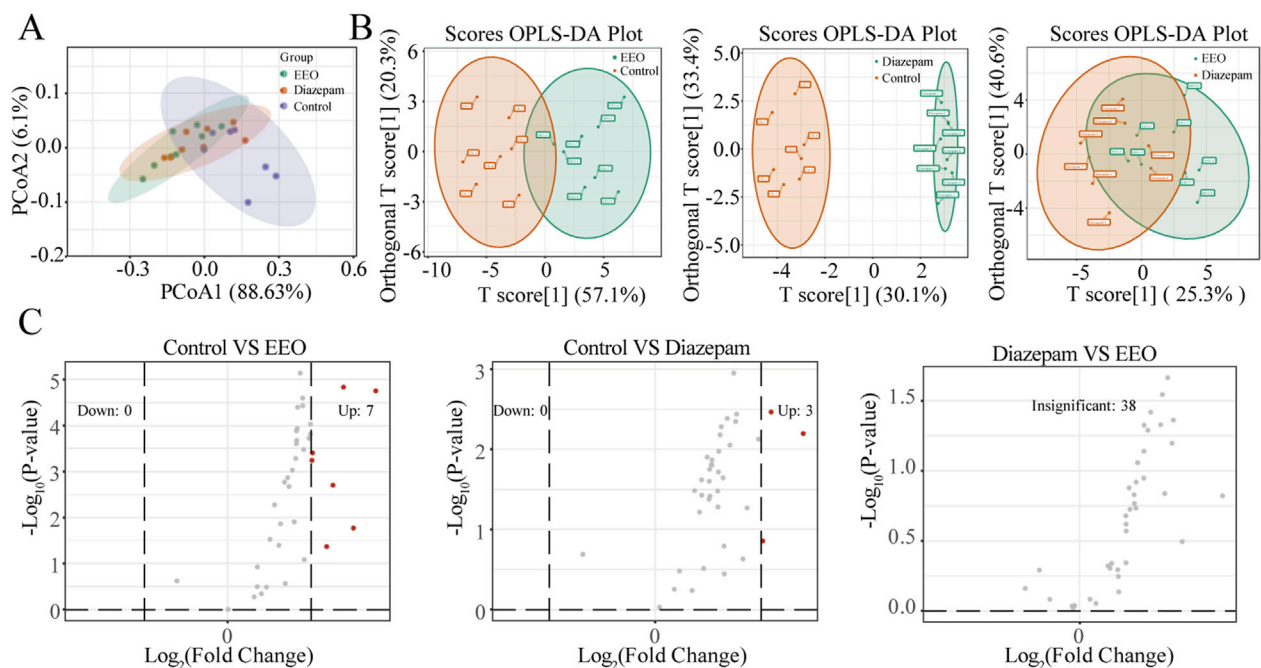 A
Group
EEO
Diazepam
Control
PCoA2 (6.1%)
0.1
0.0
-0.1
-0.2
-0.3
0.0
0.3
0.6
PCoA1 (88.63%)
B
Scores OPLS-DA Plot
EEO
Control
Orthogonal T score[1] (20.3%)
6
3
0
-3
-6
-10
-5
0
5
10
T score[1] (57.1%)
Scores OPLS-DA Plot
Diazepam
Control
Orthogonal T score[1] (33.4%)
5.0
2.5
0.0
-2.5
-5.0
-4
-2
0
2
T score[1] (30.1%)
Scores OPLS-DA Plot
EEO
Diazepam
Orthogonal T score[1] (40.6%)
4
0
-4
-5
0
5
T score[1] ( 25.3% )
C
Control VS EEO
Down: 0
Up: 7
-Log10(P-value)
5
4
3
2
1
0
0
Log2(Fold Change)
Control VS Diazepam
Down: 0
Up: 3
-Log10(P-value)
3
2
1
0
0
Log2(Fold Change)
Diazepam VS EEO
Insignificant: 38
-Log10(P-value)
1.5
1.0
0.5
0.0
0
Log2(Fold Change)